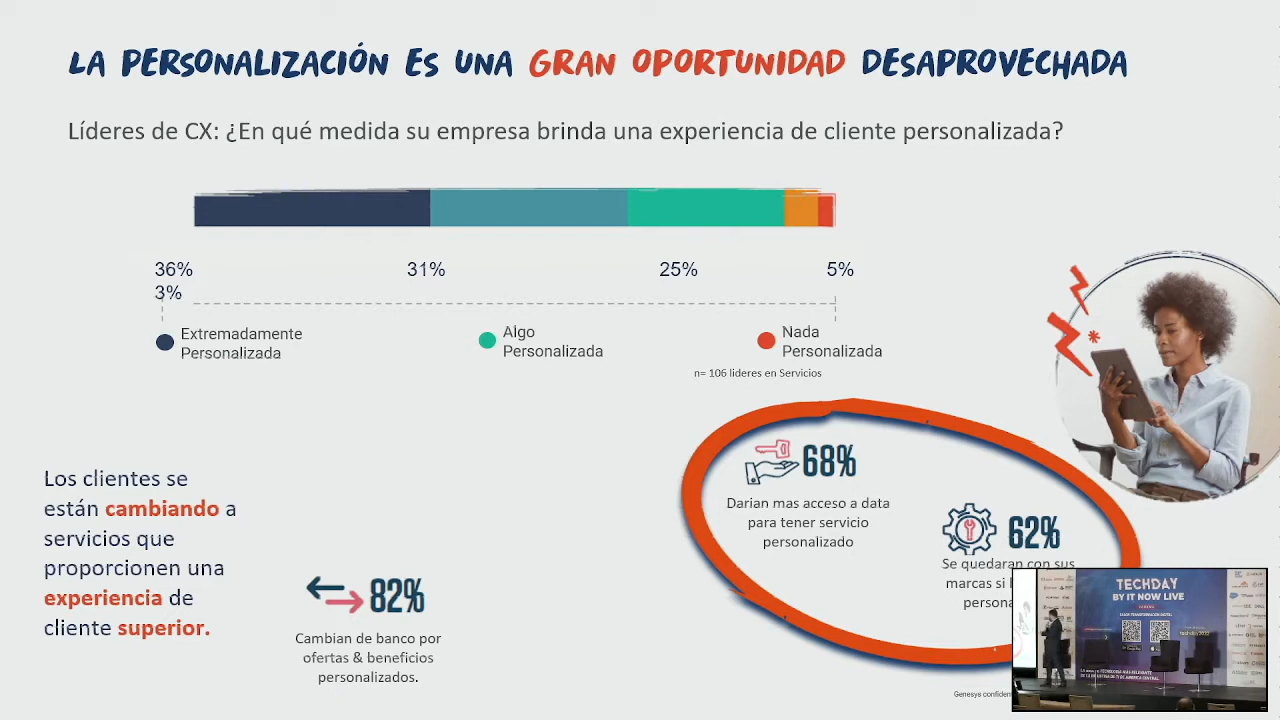 LA PERSONALIZACIÓN ES UNA GRAN OPORTUNIDAD DESAPROVECHADA
Líderes de CX: ¿En qué medida su empresa brinda una experiencia de cliente personalizada?
36% 31% 25% 5%
3%
Extremadamente
Personalizada
Algo
Personalizada
Nada
Personalizada
n= 106 lideres en Servicios
Los clientes se
están cambiando a
servicios que
proporcionen una
experiencia de
cliente superior.
82%
Cambian de banco por
ofertas & beneficios
personalizados.
68%
Darian mas acceso a data
para tener servicio
personalizado
62%
Se quedaran con sus
marcas si
persona
Genesys confident
TECHDAY
BY IT NOW LIVE